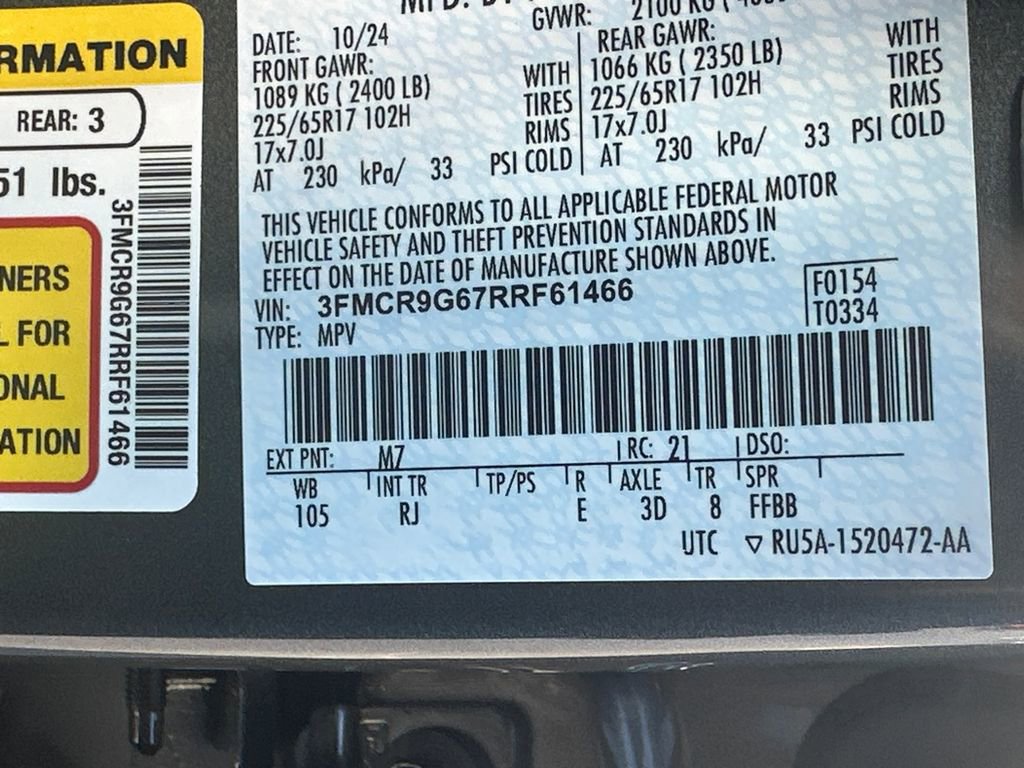 RMATION
REAR: 3
51 lbs.
NERS
L FOR
ONAL
ATION
3FMCR9G67RRF61466
GVWR: 2100 KG
DATE: 10/24
FRONT GAWR:
1089 KG ( 2400 LB) WITH
225/65R17 102H TIRES
17x7.0J RIMS
AT 230 kPa/ 33 PSI COLD
REAR GAWR: WITH
1066 KG ( 2350 LB) TIRES
225/65R17 102H RIMS
17x7.0J
AT 230 kPa/ 33 PSI COLD
THIS VEHICLE CONFORMS TO ALL APPLICABLE FEDERAL MOTOR
VEHICLE SAFETY AND THEFT PREVENTION STANDARDS IN
EFFECT ON THE DATE OF MANUFACTURE SHOWN ABOVE.
VIN: 3FMCR9G67RRF61466
TYPE: MPV
F0154
T0334
EXT PNT: M7 RC: 21 DSO:
WB INT TR TP/PS R AXLE TR SPR
105 RJ E 3D 8 FFBB
UTC ▽ RU5A-1520472-AA